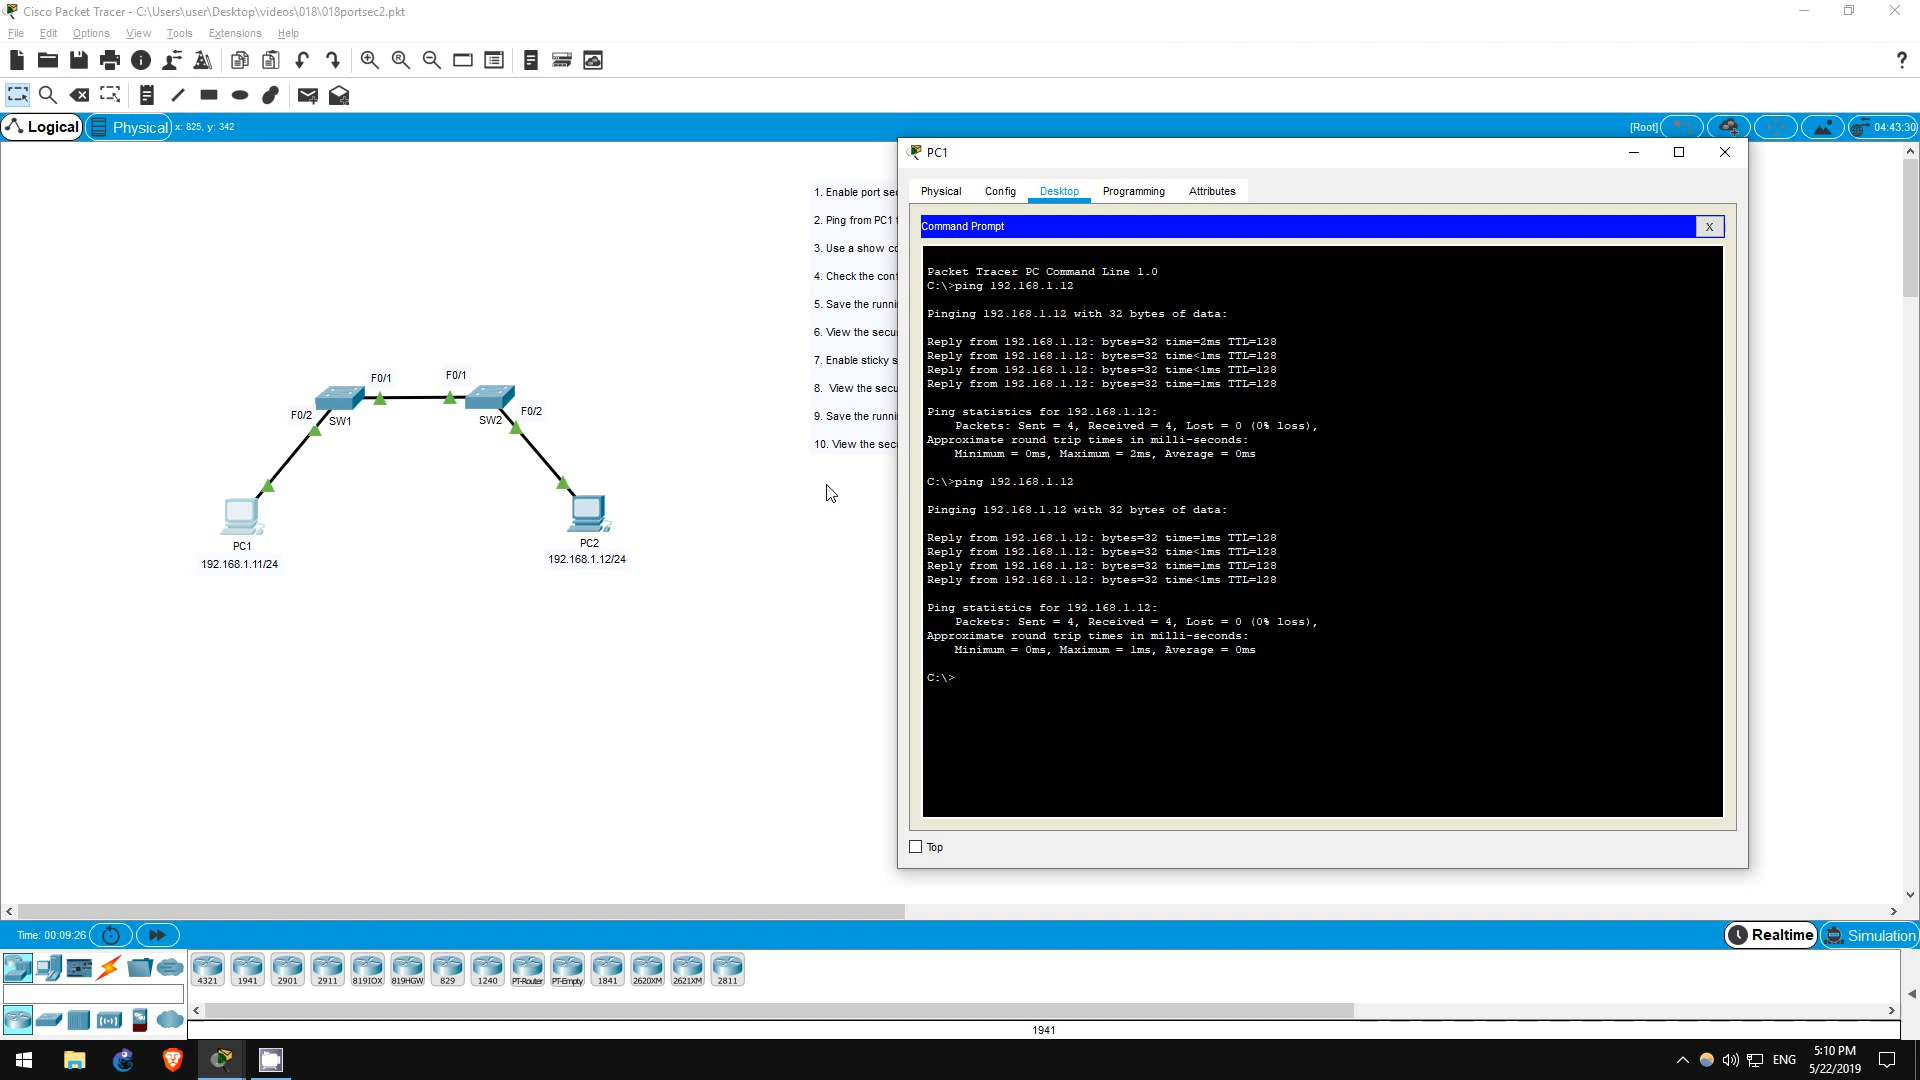 Cisco Packet Tracer - C:\Users\user\Desktop\videos\018\018portsec2.pkt
File Edit Options View Tools Extensions Help
Logical Physical x: 825, y: 342 [Root] 04:43:30
1. Enable port sec
2. Ping from PC1
3. Use a show co
4. Check the conf
5. Save the runni
6. View the secu
7. Enable sticky s
8. View the secu
9. Save the runni
10. View the sec
F0/1 F0/1
F0/2 SW1 SW2 F0/2
PC1
192.168.1.11/24
PC2
192.168.1.12/24
PC1
Physical Config Desktop Programming Attributes
Command Prompt X
Packet Tracer PC Command Line 1.0
C:\>ping 192.168.1.12
Pinging 192.168.1.12 with 32 bytes of data:
Reply from 192.168.1.12: bytes=32 time=2ms TTL=128
Reply from 192.168.1.12: bytes=32 time<1ms TTL=128
Reply from 192.168.1.12: bytes=32 time<1ms TTL=128
Reply from 192.168.1.12: bytes=32 time=1ms TTL=128
Ping statistics for 192.168.1.12:
Packets: Sent = 4, Received = 4, Lost = 0 (0% loss),
Approximate round trip times in milli-seconds:
Minimum = 0ms, Maximum = 2ms, Average = 0ms
C:\>ping 192.168.1.12
Pinging 192.168.1.12 with 32 bytes of data:
Reply from 192.168.1.12: bytes=32 time=1ms TTL=128
Reply from 192.168.1.12: bytes=32 time<1ms TTL=128
Reply from 192.168.1.12: bytes=32 time=1ms TTL=128
Reply from 192.168.1.12: bytes=32 time<1ms TTL=128
Ping statistics for 192.168.1.12:
Packets: Sent = 4, Received = 4, Lost = 0 (0% loss),
Approximate round trip times in milli-seconds:
Minimum = 0ms, Maximum = 1ms, Average = 0ms
C:\>
Top
Time: 00:09:26 Realtime Simulation
4321 1941 2901 2911 819IOX 819HGW 829 1240 PT-Router PT-Empty 1841 2620XM 2621XM 2811
1941
ENG 5:10 PM
5/22/2019